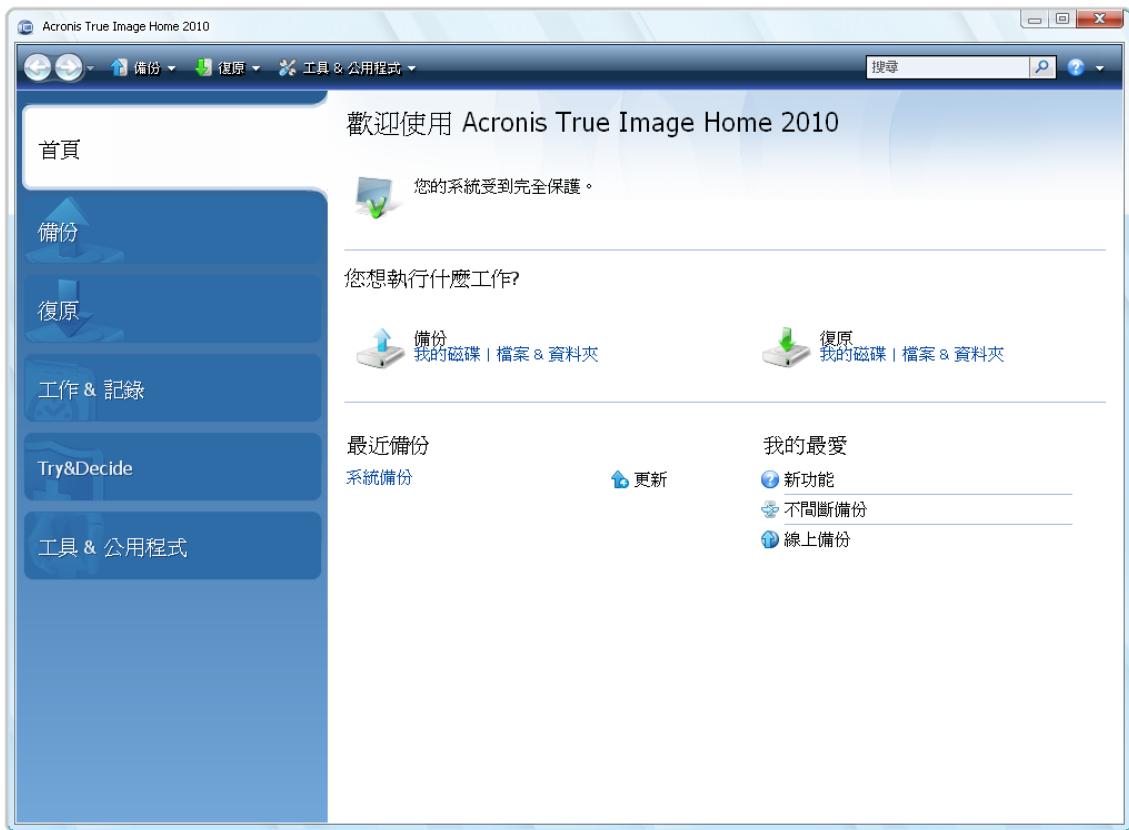 Acronis True Image Home 2010
備份 復原 工具 & 公用程式 搜尋
首頁
備份
復原
工作 & 記錄
Try&Decide
工具 & 公用程式
歡迎使用 Acronis True Image Home 2010
您的系統受到完全保護。
您想執行什麼工作?
備份
我的磁碟 | 檔案 & 資料夾
復原
我的磁碟 | 檔案 & 資料夾
最近備份
系統備份 更新
我的最愛
新功能
不間斷備份
線上備份